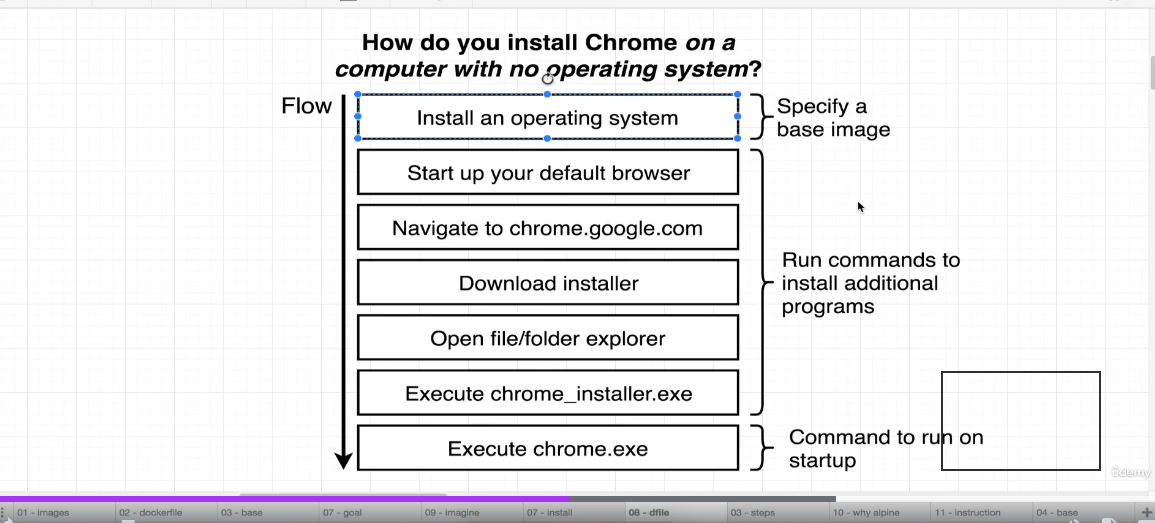 How do you install Chrome on a
computer with no operating system?
Flow
Install an operating system
Specify a
base image
Start up your default browser
Navigate to chrome.google.com
Download installer
Open file/folder explorer
Execute chrome_installer.exe
Run commands to
install additional
programs
Execute chrome.exe
Command to run on
startup
ûdemy
01 - images
02 - dockerfile
03 - base
07 - goal
09 - imagine
07 - install
08 - dfile
03 - steps
10 - why alpine
11 - instruction
04 - base